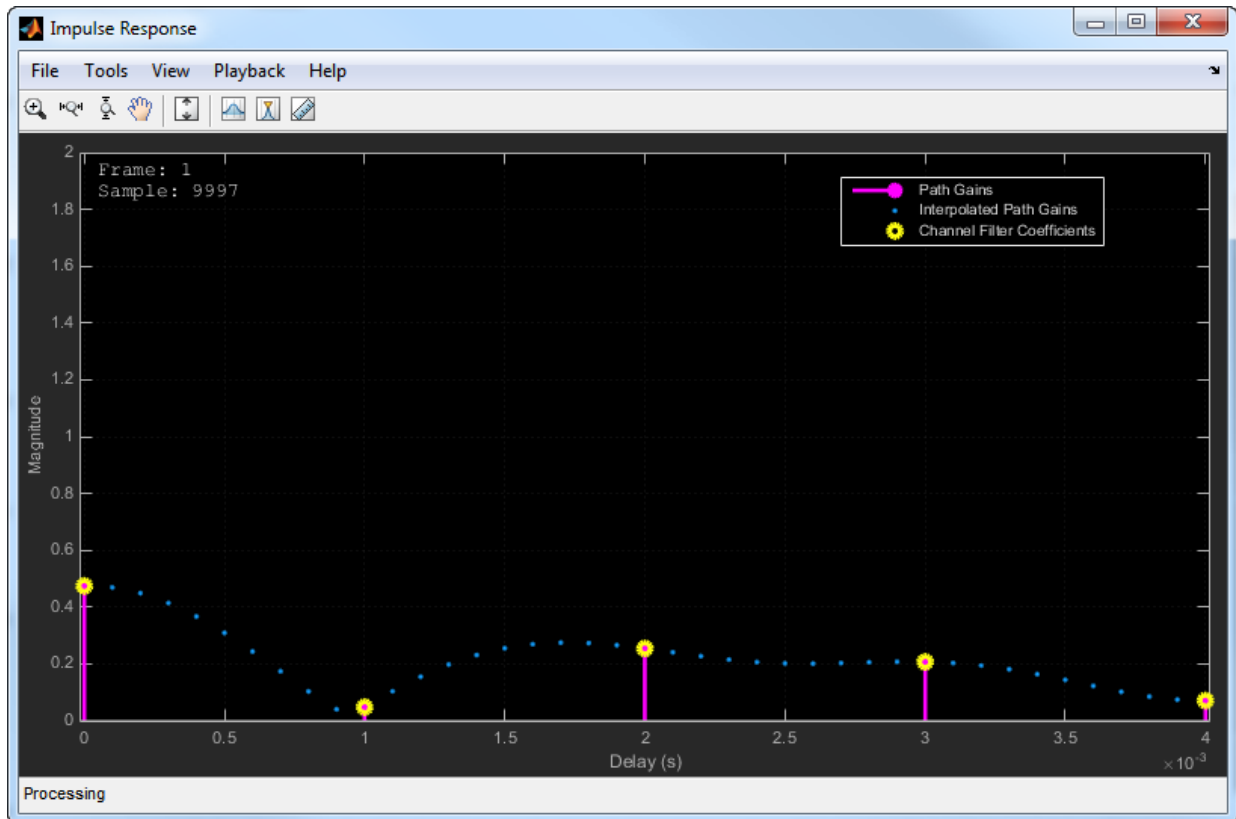 Impulse Response
File Tools View Playback Help
Frame: 1
Sample: 9997
Path Gains
Interpolated Path Gains
Channel Filter Coefficients
2
1.8
1.6
1.4
1.2
1
0.8
0.6
0.4
0.2
0
Magnitude
0 0.5 1 1.5 2 2.5 3 3.5 4
Delay (s)
×10⁻³
Processing